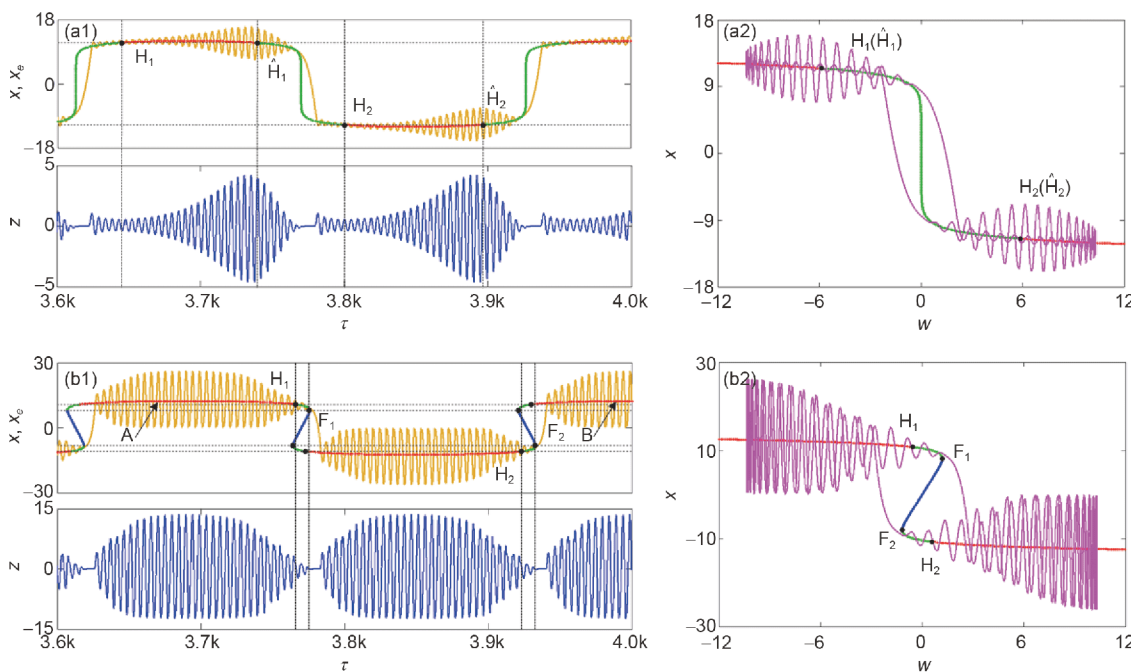 (a1)
18
0
−18
x, xₑ
H₁
Ĥ₁
H₂
Ĥ₂
5
0
−5
z
3.6k 3.7k 3.8k 3.9k 4.0k
τ
(a2)
18
9
0
−9
−18
x
H₁(Ĥ₁)
H₂(Ĥ₂)
−12 −6 0 6 12
w
(b1)
30
0
−30
x, xₑ
A
H₁
F₁
H₂
F₂
B
15
0
−15
z
3.6k 3.7k 3.8k 3.9k 4.0k
τ
(b2)
30
10
−10
−30
x
H₁
F₁
F₂
H₂
−12 −6 0 6 12
w